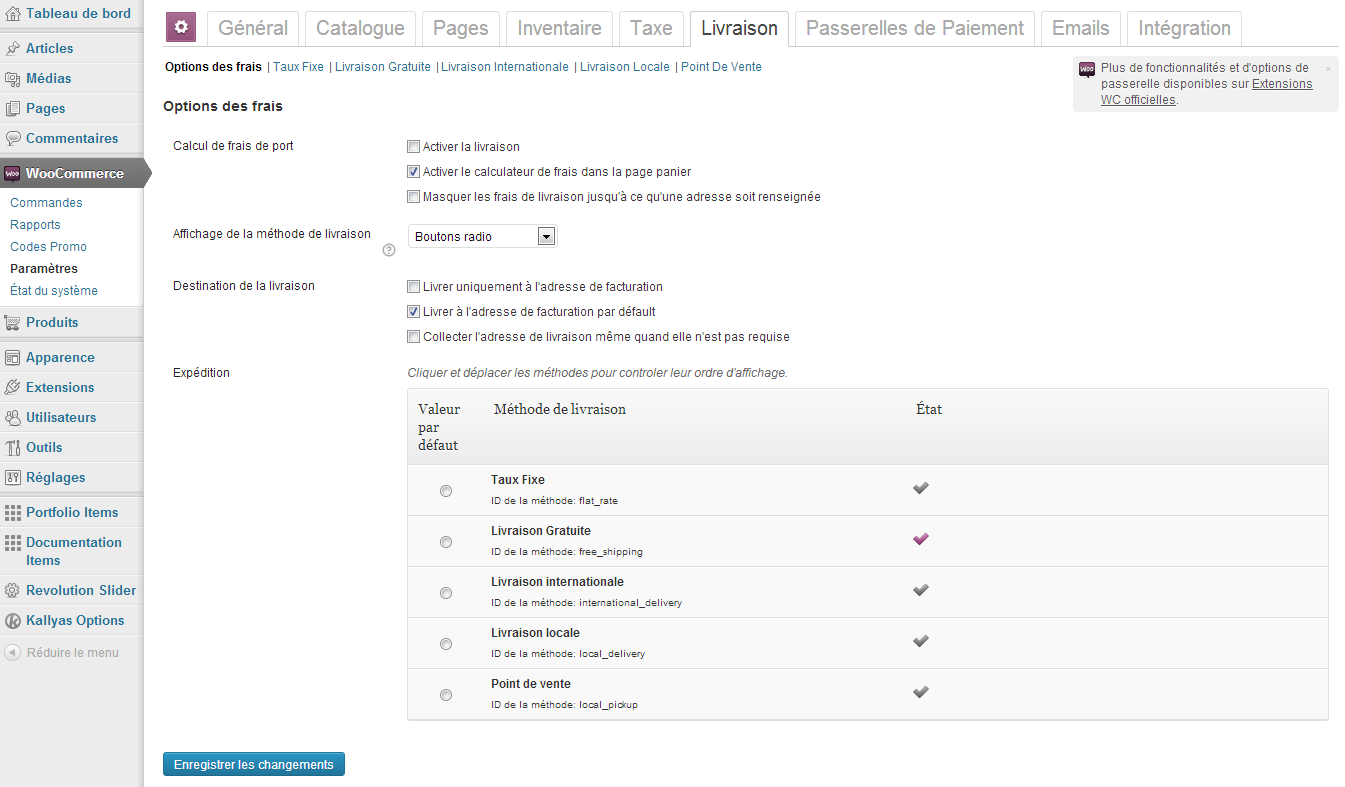 Tableau de bord
Articles
Médias
Pages
Commentaires
WooCommerce
Commandes
Rapports
Codes Promo
Paramètres
État du système
Produits
Apparence
Extensions
Utilisateurs
Outils
Réglages
Portfolio Items
Documentation
Items
Revolution Slider
Kallyas Options
Réduire le menu
Général Catalogue Pages Inventaire Taxe Livraison Passerelles de Paiement Emails Intégration
Options des frais | Taux Fixe | Livraison Gratuite | Livraison Internationale | Livraison Locale | Point De Vente
Woo Plus de fonctionnalités et d'options de ×
passerelle disponibles sur Extensions
WC officielles.
Options des frais
Calcul de frais de port
Activer la livraison
Activer le calculateur de frais dans la page panier
Masquer les frais de livraison jusqu'à ce qu'une adresse soit renseignée
Affichage de la méthode de livraison ?
Boutons radio
Destination de la livraison
Livrer uniquement à l'adresse de facturation
Livrer à l'adresse de facturation par défault
Collecter l'adresse de livraison même quand elle n'est pas requise
Expédition
Cliquer et déplacer les méthodes pour controler leur ordre d'affichage.
Valeur
par
défaut
Méthode de livraison
État
Taux Fixe
ID de la méthode: flat_rate
Livraison Gratuite
ID de la méthode: free_shipping
Livraison internationale
ID de la méthode: international_delivery
Livraison locale
ID de la méthode: local_delivery
Point de vente
ID de la méthode: local_pickup
Enregistrer les changements